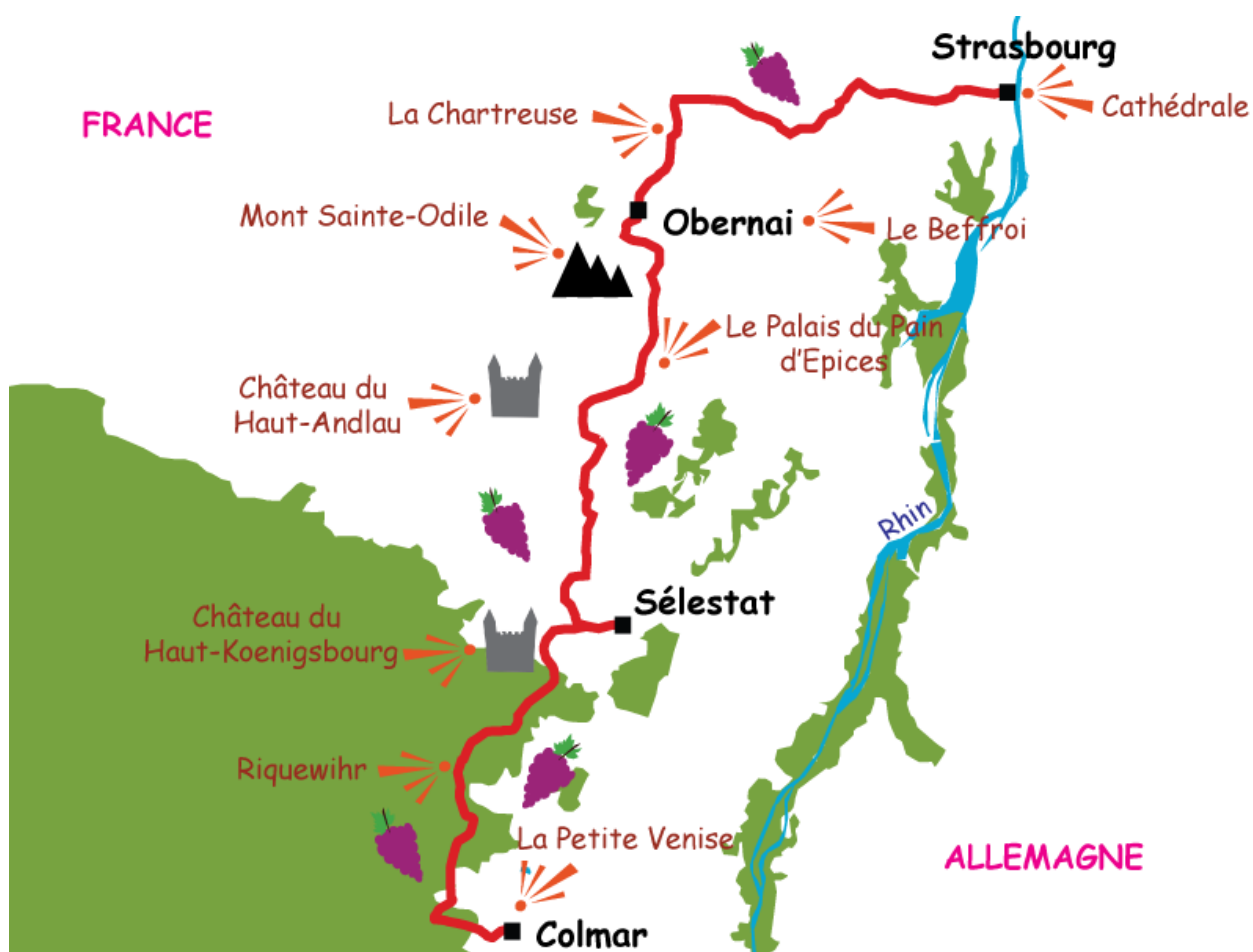 Strasbourg
FRANCE
La Chartreuse
Cathédrale
Mont Sainte-Odile
Obernai
Le Beffroi
Le Palais du Pain
d'Epices
Château du
Haut-Andlau
Rhin
Sélestat
Château du
Haut-Koenigsbourg
Riquewihr
La Petite Venise
ALLEMAGNE
Colmar